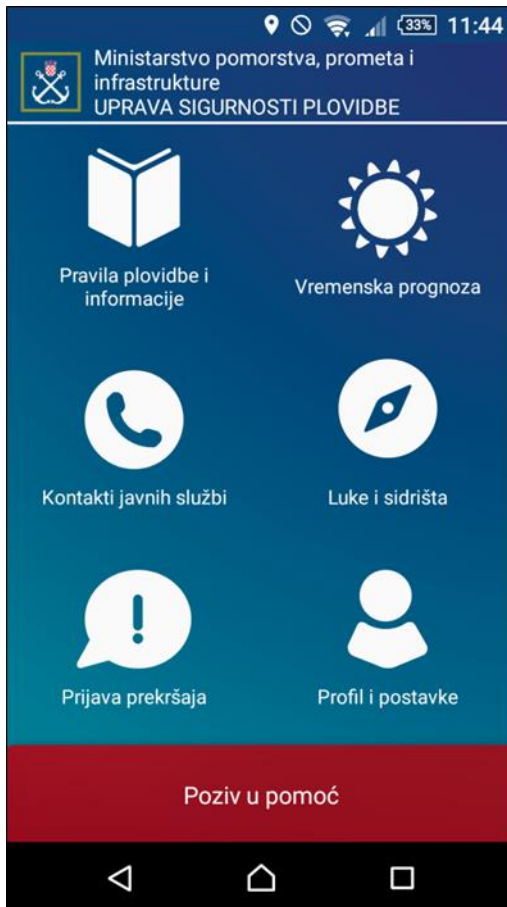 33% 11:44
Ministarstvo pomorstva, prometa i
infrastrukture
UPRAVA SIGURNOSTI PLOVIDBE
Pravila plovidbe i
informacije
Vremenska prognoza
Kontakti javnih službi
Luke i sidrišta
Prijava prekršaja
Profil i postavke
Poziv u pomoć